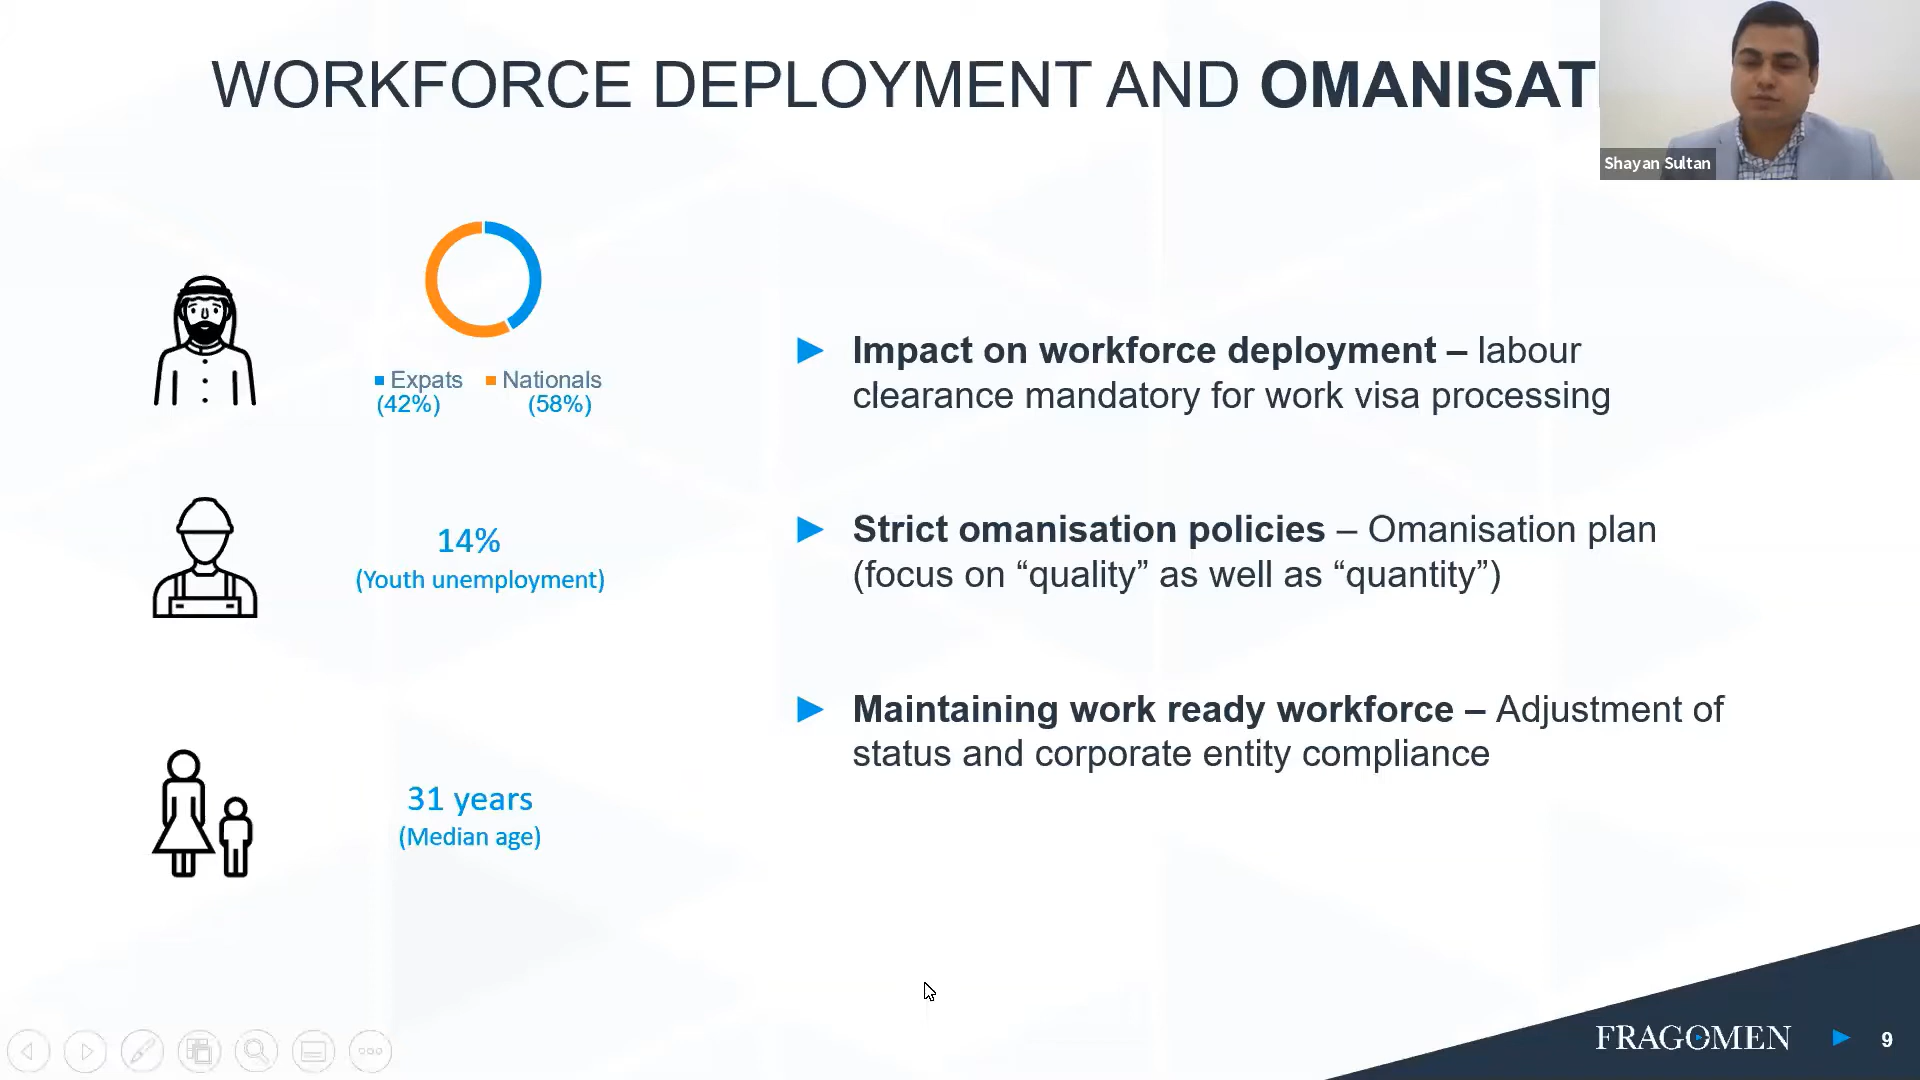 WORKFORCE DEPLOYMENT AND OMANISAT
Shayan Sultan
Expats Nationals
(42%) (58%)
14%
(Youth unemployment)
31 years
(Median age)
Impact on workforce deployment – labour
clearance mandatory for work visa processing
Strict omanisation policies – Omanisation plan
(focus on “quality” as well as “quantity”)
Maintaining work ready workforce – Adjustment of
status and corporate entity compliance
FRAGOMEN
9